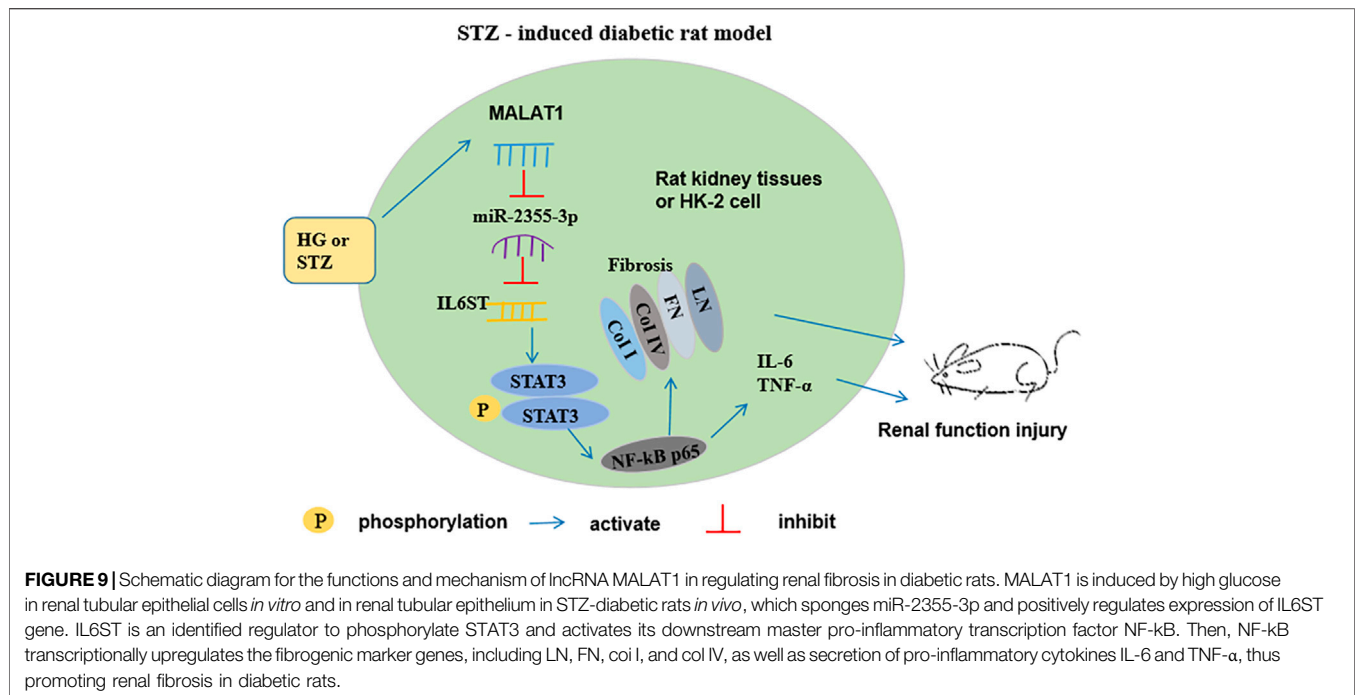 STZ - induced diabetic rat model
MALAT1
miR-2355-3p
IL6ST
HG or
STZ
Rat kidney tissues
or HK-2 cell
Fibrosis
Col I
Col IV
FN
LN
STAT3
P
STAT3
NF-kB p65
IL-6
TNF-α
Renal function injury
P phosphorylation activate inhibit
FIGURE 9 | Schematic diagram for the functions and mechanism of lncRNA MALAT1 in regulating renal fibrosis in diabetic rats. MALAT1 is induced by high glucose
in renal tubular epithelial cells in vitro and in renal tubular epithelium in STZ-diabetic rats in vivo, which sponges miR-2355-3p and positively regulates expression of IL6ST
gene. IL6ST is an identified regulator to phosphorylate STAT3 and activates its downstream master pro-inflammatory transcription factor NF-kB. Then, NF-kB
transcriptionally upregulates the fibrogenic marker genes, including LN, FN, coi I, and col IV, as well as secretion of pro-inflammatory cytokines IL-6 and TNF-α, thus
promoting renal fibrosis in diabetic rats.